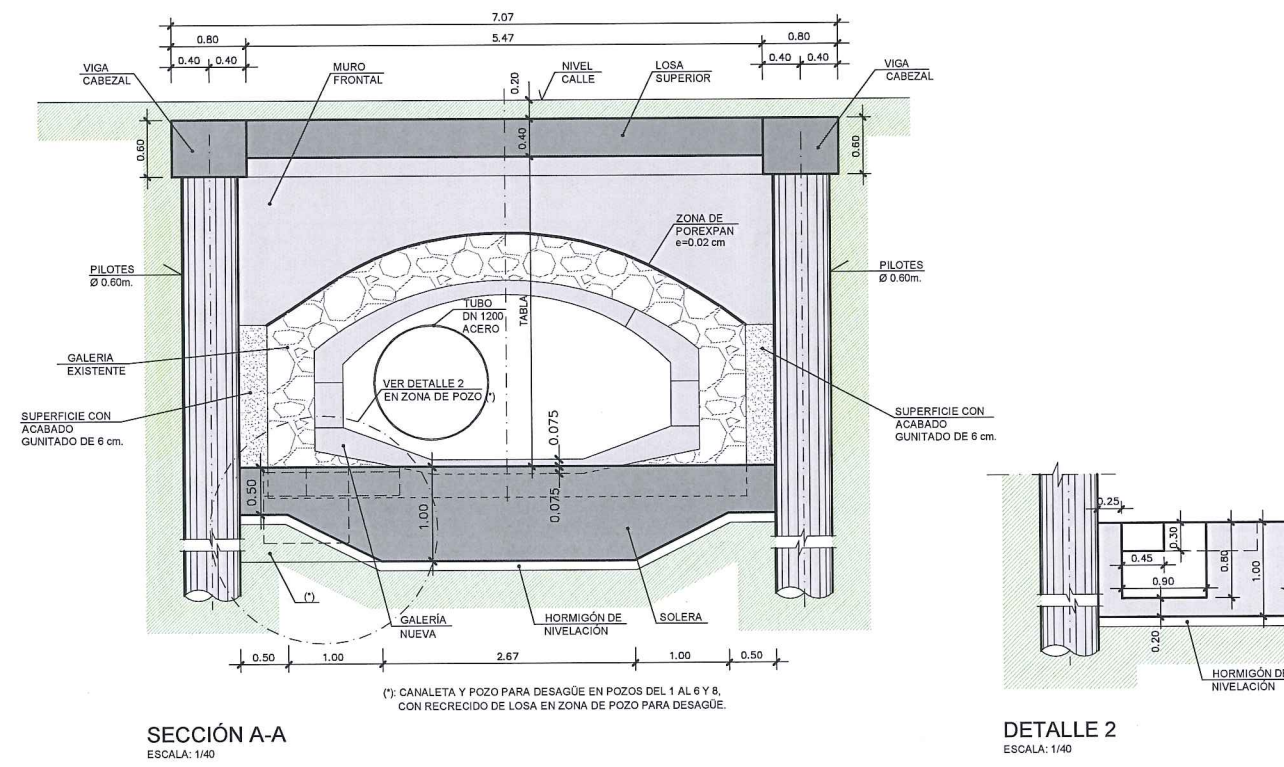 7.07
0.80
5.47
0.80
0.40
0.40
0.40
0.40
VIGA
CABEZAL
MURO
FRONTAL
0.20
NIVEL
CALLE
LOSA
SUPERIOR
VIGA
CABEZAL
0.60
0.40
0.60
ZONA DE
POREXPAN
e=0.02 cm
PILOTES
Ø 0.60m.
PILOTES
Ø 0.60m.
TUBO
DN 1200
ACERO
TABLA
GALERIA
EXISTENTE
VER DETALLE 2
EN ZONA DE POZO (*)
SUPERFICIE CON
ACABADO
GUNITADO DE 6 cm.
SUPERFICIE CON
ACABADO
GUNITADO DE 6 cm.
0.075
0.50
1.00
0.075
(*)
GALERÍA
NUEVA
HORMIGÓN DE
NIVELACIÓN
SOLERA
0.50
1.00
2.67
1.00
0.50
(*): CANALETA Y POZO PARA DESAGÜE EN POZOS DEL 1 AL 6 Y 8,
CON RECRECIDO DE LOSA EN ZONA DE POZO PARA DESAGÜE.
SECCIÓN A-A
ESCALA: 1/40
0.25
0.30
0.45
0.80
1.00
0.90
0.20
HORMIGÓN DE
NIVELACIÓN
DETALLE 2
ESCALA: 1/40